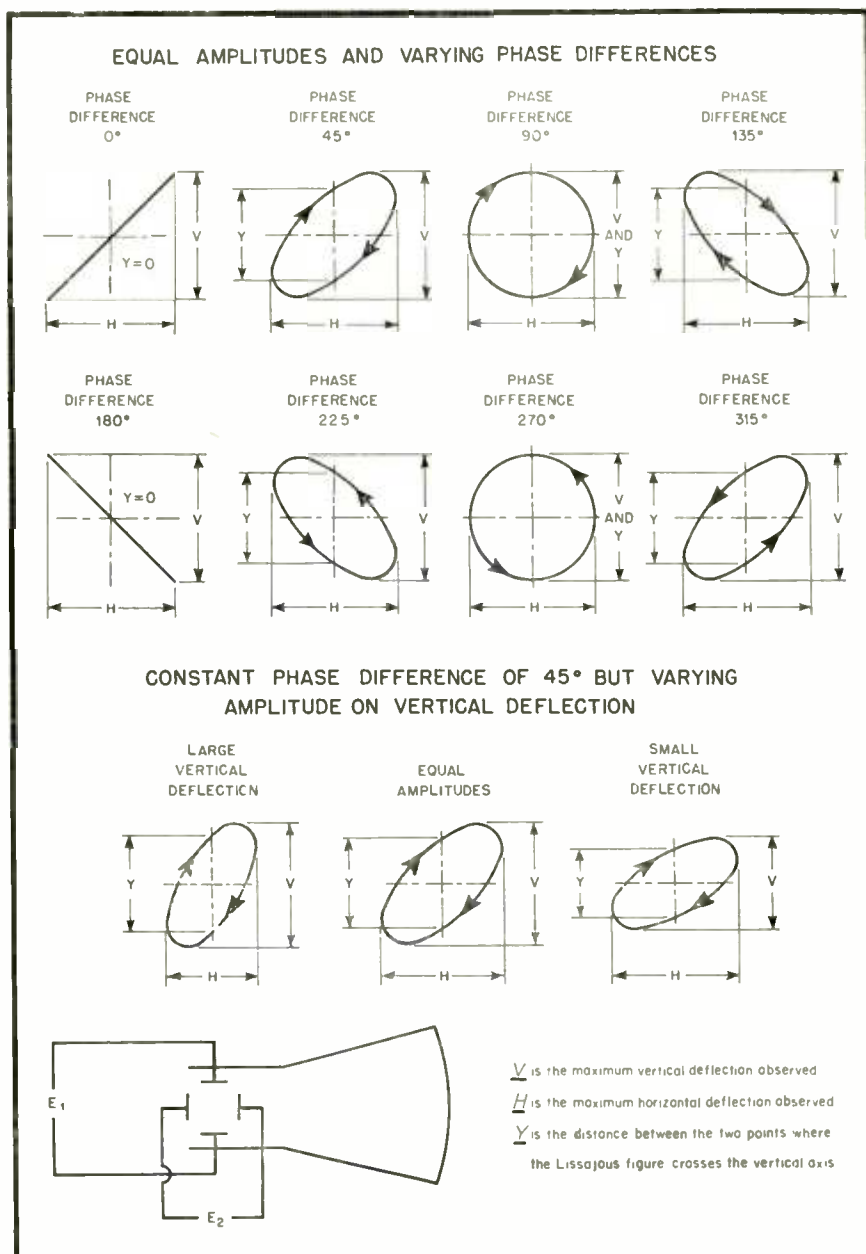 EQUAL AMPLITUDES AND VARYING PHASE DIFFERENCES
PHASE
DIFFERENCE
0°
PHASE
DIFFERENCE
45°
PHASE
DIFFERENCE
90°
PHASE
DIFFERENCE
135°
Y=0
V
H
Y
V
H
V
AND
Y
H
Y
V
H
PHASE
DIFFERENCE
180°
PHASE
DIFFERENCE
225°
PHASE
DIFFERENCE
270°
PHASE
DIFFERENCE
315°
Y=0
V
H
Y
V
H
V
AND
Y
H
Y
V
H
CONSTANT PHASE DIFFERENCE OF 45° BUT VARYING
AMPLITUDE ON VERTICAL DEFLECTION
LARGE
VERTICAL
DEFLECTION
EQUAL
AMPLITUDES
SMALL
VERTICAL
DEFLECTION
Y
V
H
Y
V
H
Y
V
H
E1
E2
V is the maximum vertical deflection observed
H is the maximum horizontal deflection observed
Y is the distance between the two points where
the Lissajous figure crosses the vertical axis